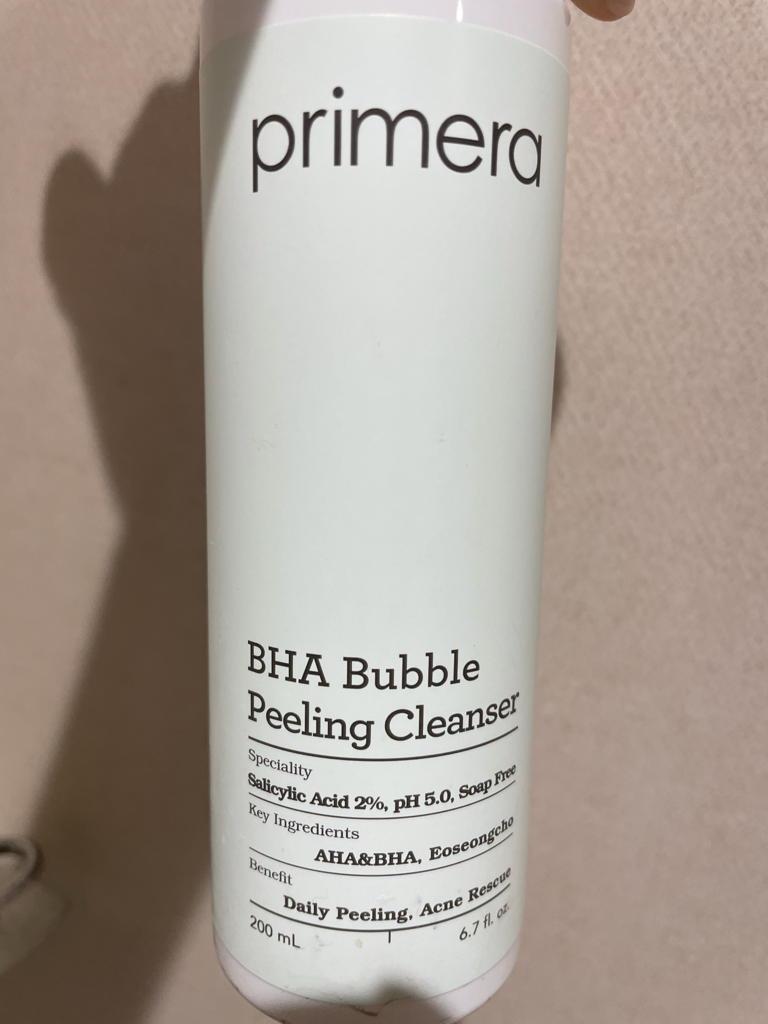 primera
BHA Bubble
Peeling Cleanser
Speciality
Salicylic Acid 2%, pH 5.0, Soap Free
Key Ingredients
AHA&BHA, Eoseongcho
Benefit
Daily Peeling, Acne Rescue
200 mL 6.7 fl. oz.